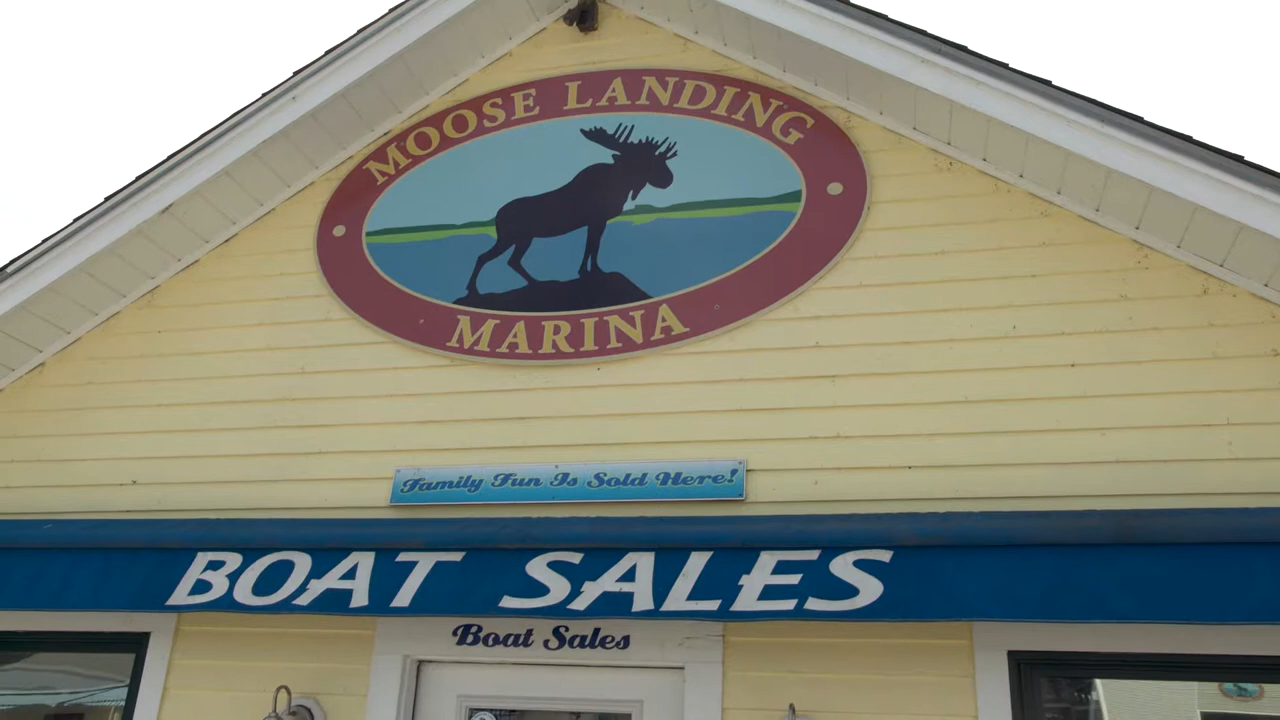 MOOSE LANDING
MARINA
Family Fun Is Sold Here!
BOAT SALES
Boat Sales